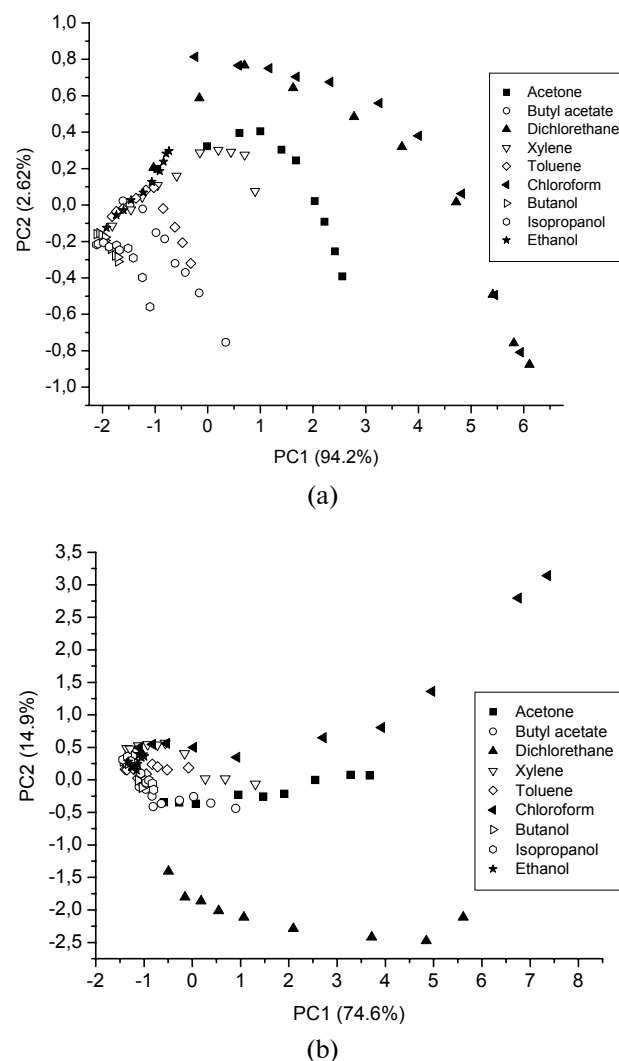 1,0
0,8
0,6
0,4
0,2
0,0
-0,2
-0,4
-0,6
-0,8
-1,0
PC2 (2.62%)
-2 -1 0 1 2 3 4 5 6
PC1 (94.2%)
Acetone
Butyl acetate
Dichlorethane
Xylene
Toluene
Chloroform
Butanol
Isopropanol
Ethanol
(a)
3,5
3,0
2,5
2,0
1,5
1,0
0,5
0,0
-0,5
-1,0
-1,5
-2,0
-2,5
PC2 (14.9%)
-2 -1 0 1 2 3 4 5 6 7 8
PC1 (74.6%)
Acetone
Butyl acetate
Dichlorethane
Xylene
Toluene
Chloroform
Butanol
Isopropanol
Ethanol
(b)